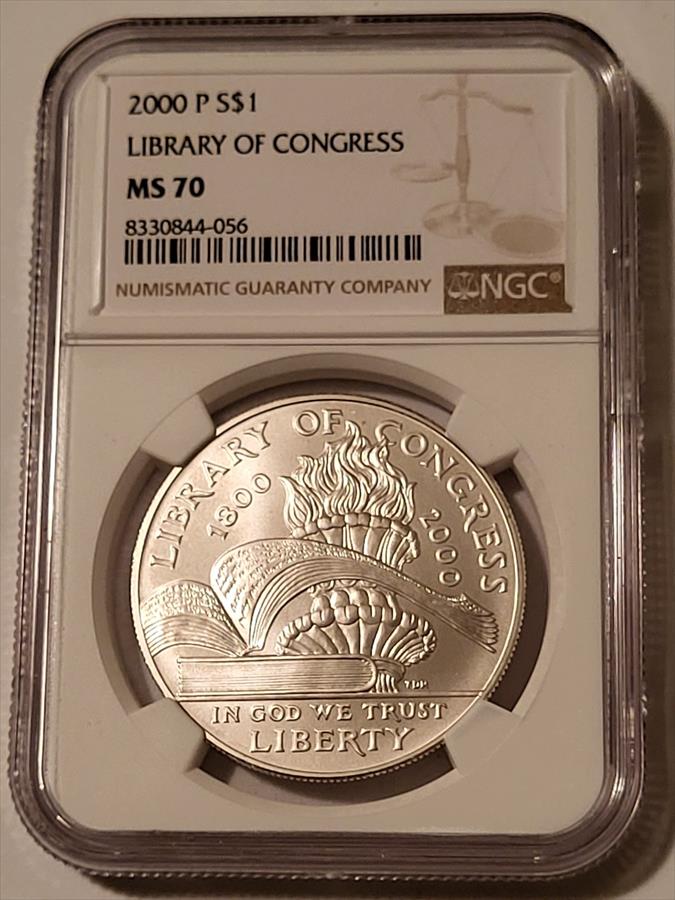 2000 P S$1
LIBRARY OF CONGRESS
MS 70
8330844-056
NUMISMATIC GUARANTY COMPANY
NGC®
LIBRARY OF CONGRESS
1800
2000
TDR
IN GOD WE TRUST
LIBERTY